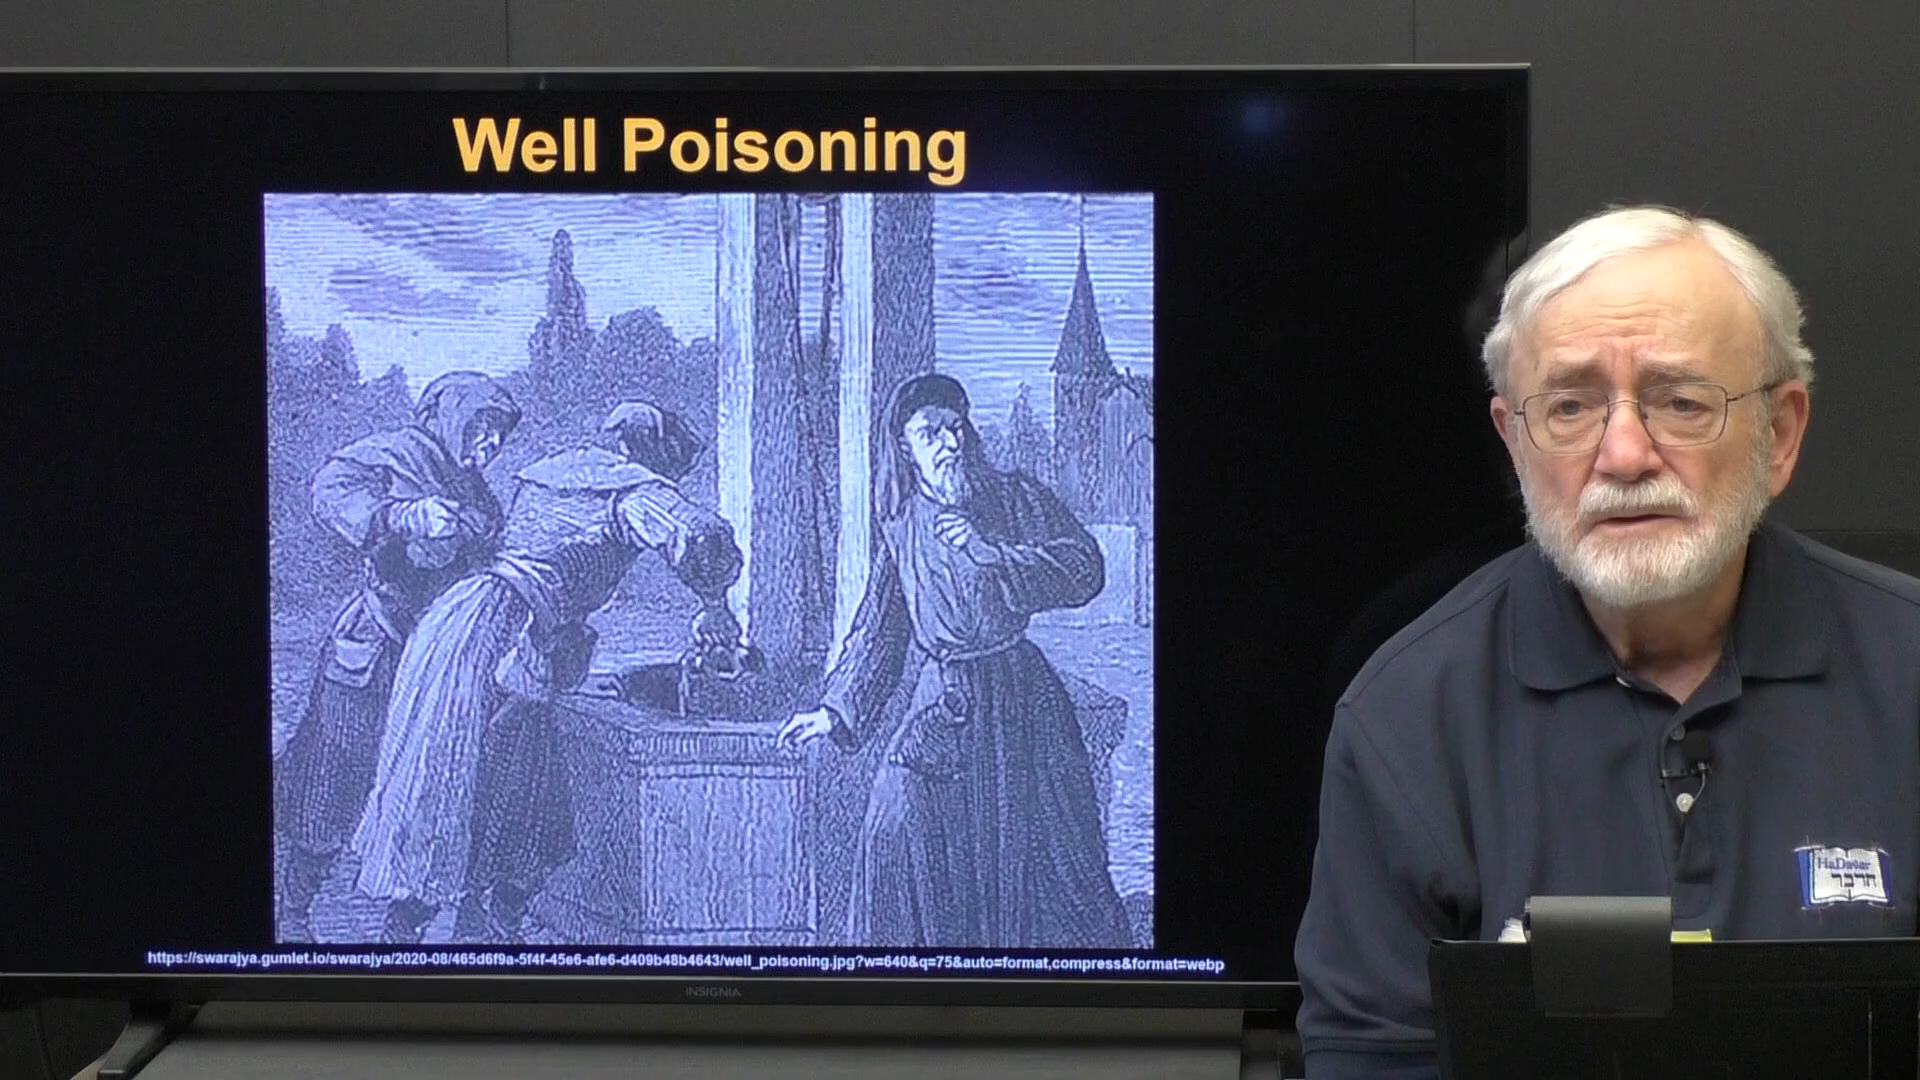 Well Poisoning
https://swarajya.gumlet.io/swarajya/2020-08/465d6f9a-5f4f-45e6-afe6-d409b48b4643/well_poisoning.jpg?w=640&q=75&auto=format,compress&format=webp
INSIGNIA
HaDavar
הדבר